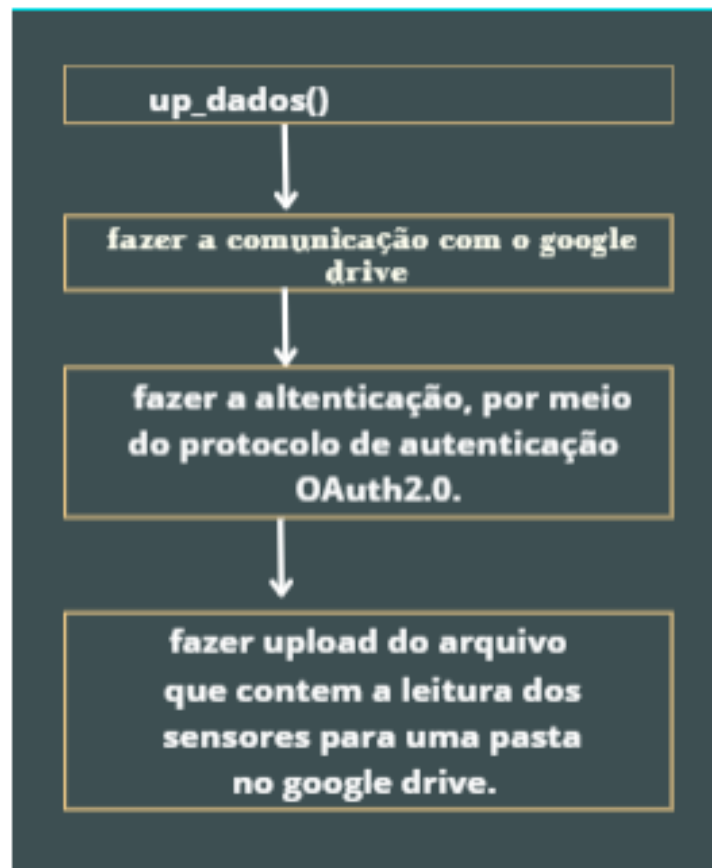 up_dados()
fazer a comunicação com o google
drive
fazer a altenticação, por meio
do protocolo de autenticação
OAuth2.0.
fazer upload do arquivo
que contem a leitura dos
sensores para uma pasta
no google drive.